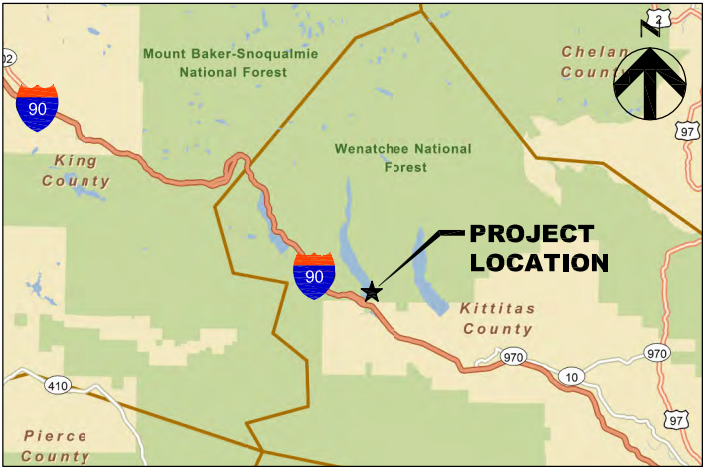 2
N
02
Mount Baker-Snoqualmie
National Forest
Chelan
County
90
97
King
County
Wenatchee National
Forest
PROJECT
LOCATION
90
Kittitas
County
970
970
10
410
97
Pierce
County